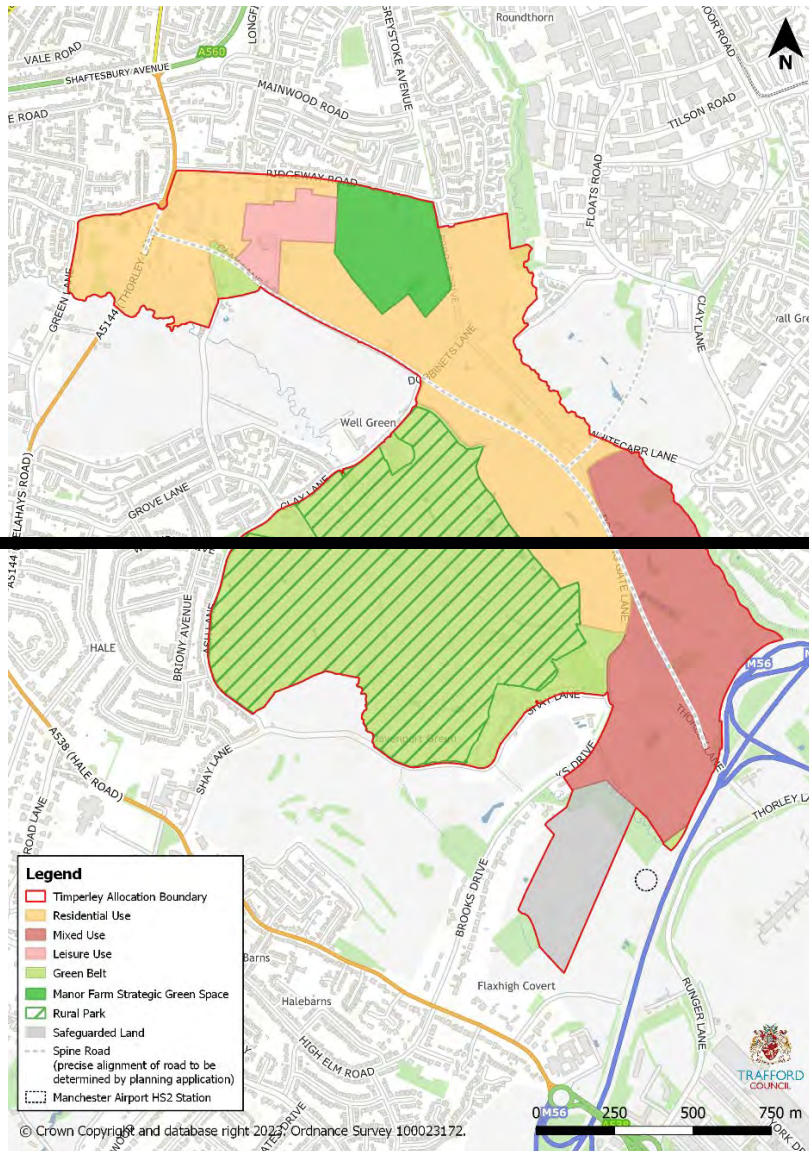 Roundthorn
N
VALE ROAD
A560
SHAFTESBURY AVENUE
GREYSTOKE AVENUE
MAINWOOD ROAD
TILSON ROAD
FLOATS ROAD
RIDGEWAY ROAD
THORLEY L
GREEN LANE
A5144
CLAY LANE
DOBBINETS LANE
Well Green
WHITECARR LANE
GROVE LANE
CLAY LANE
HALE
BRIONY AVENUE
ASH LANE
M56
SHAY LANE
A538 (HALE ROAD)
SHAY LANE
THORLEY LA
BROOKS DRIVE
Flaxhigh Covert
Halebarns
HIGH ELM ROAD
RUNGER LANE
Legend
Timperley Allocation Boundary
Residential Use
Mixed Use
Leisure Use
Green Belt
Manor Farm Strategic Green Space
Rural Park
Safeguarded Land
Spine Road
(precise alignment of road to be
determined by planning application)
Manchester Airport HS2 Station
TRAFFORD
COUNCIL
M56
0 250 500 750 m
© Crown Copyright and database right 2023. Ordnance Survey 100023172.